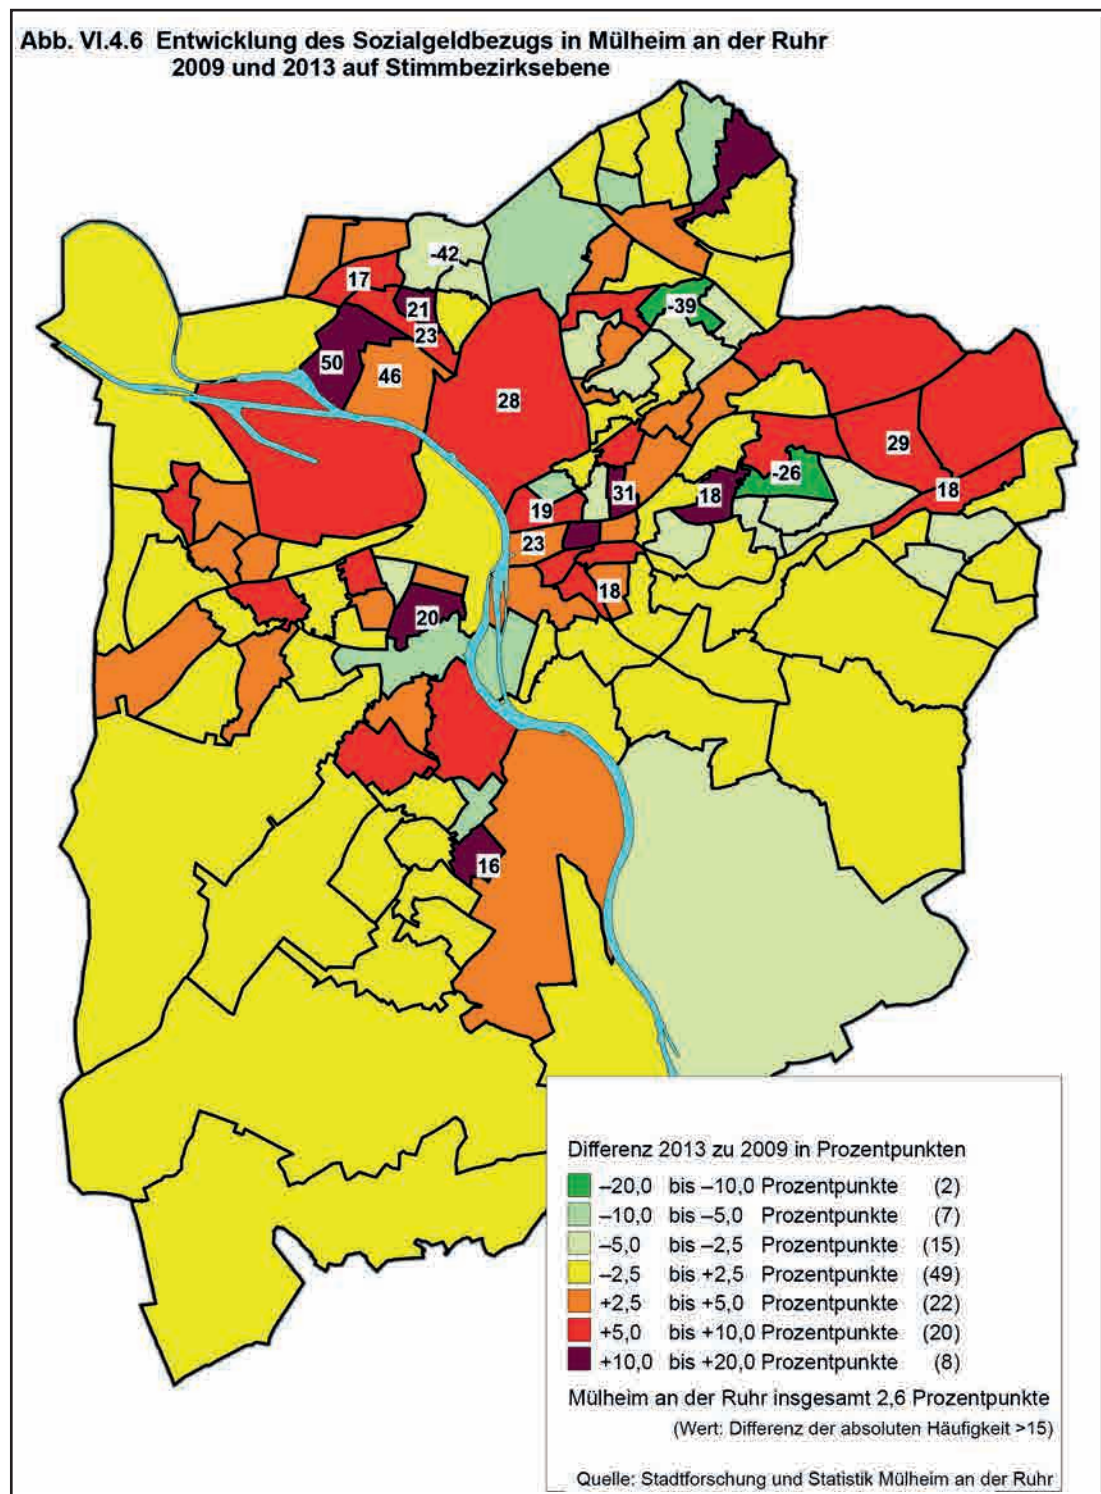 Abb. VI.4.6 Entwicklung des Sozialgeldbezugs in Mülheim an der Ruhr
2009 und 2013 auf Stimmbezirksebene
-42
17
21
-39
23
50
46
28
29
-26
18
31
18
19
23
18
20
16
Differenz 2013 zu 2009 in Prozentpunkten
–20,0 bis –10,0 Prozentpunkte (2)
–10,0 bis –5,0 Prozentpunkte (7)
–5,0 bis –2,5 Prozentpunkte (15)
–2,5 bis +2,5 Prozentpunkte (49)
+2,5 bis +5,0 Prozentpunkte (22)
+5,0 bis +10,0 Prozentpunkte (20)
+10,0 bis +20,0 Prozentpunkte (8)
Mülheim an der Ruhr insgesamt 2,6 Prozentpunkte
(Wert: Differenz der absoluten Häufigkeit >15)
Quelle: Stadtforschung und Statistik Mülheim an der Ruhr